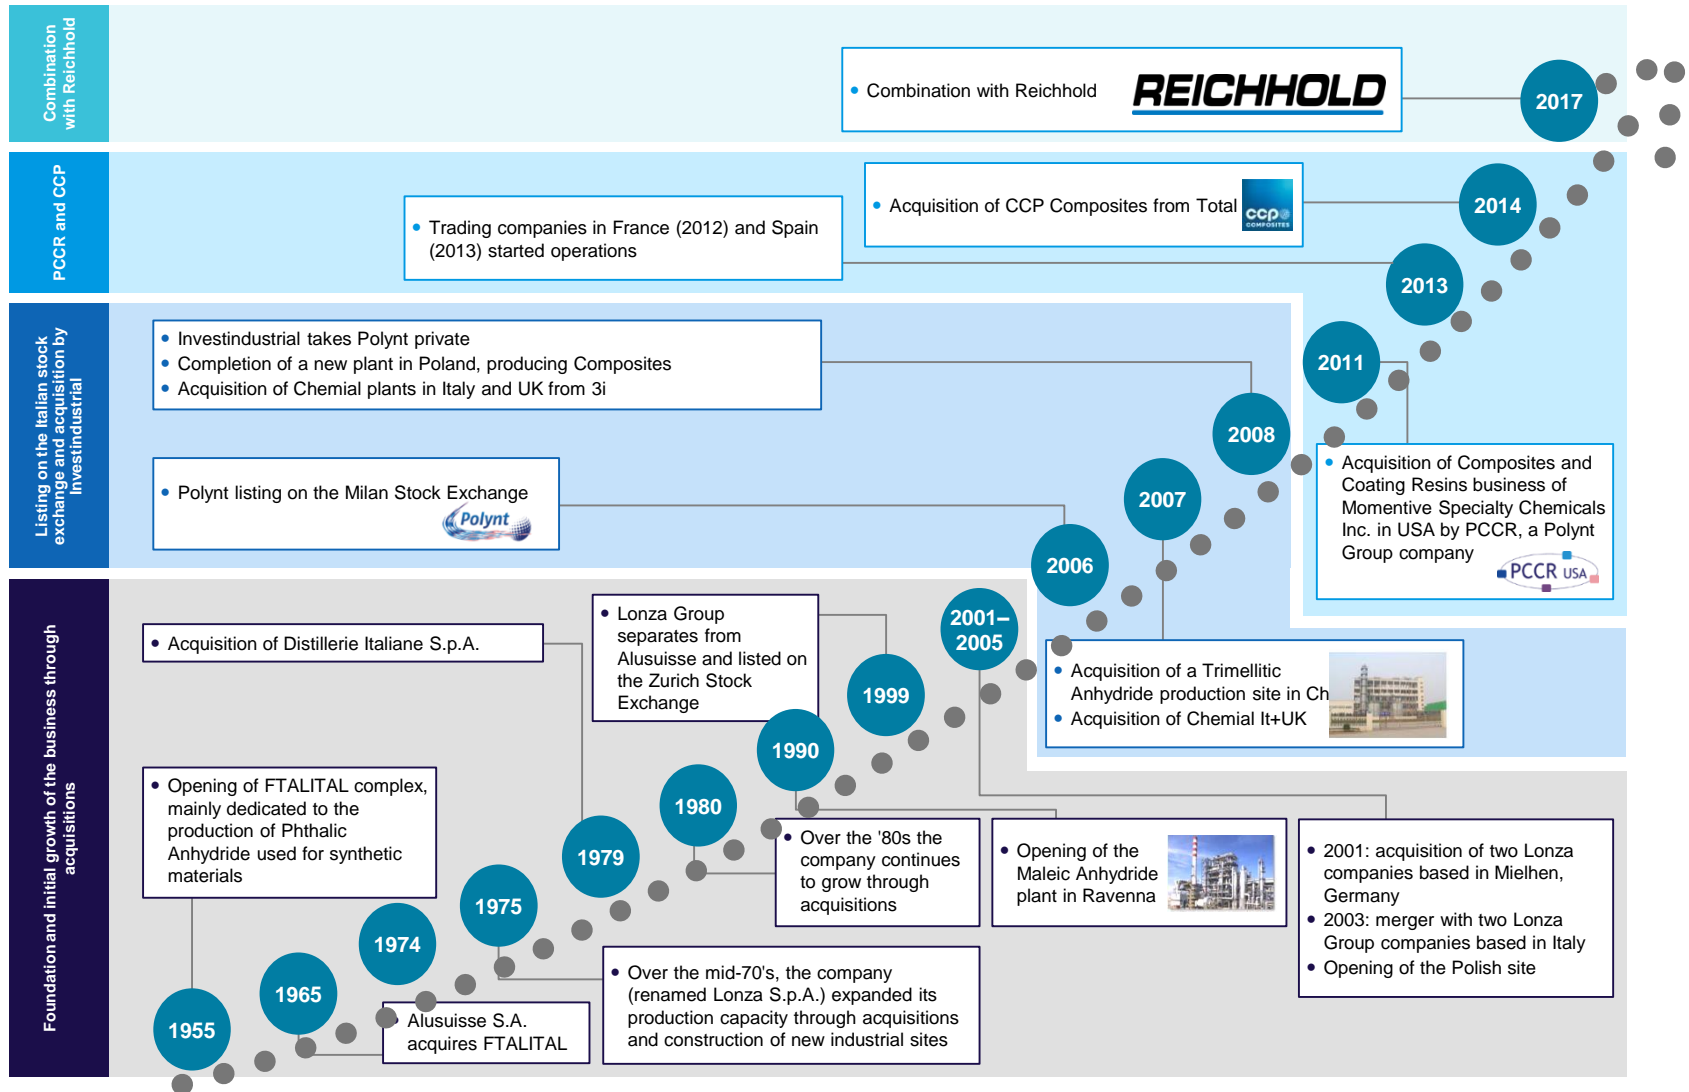 Combination
with Reichhold
• Combination with Reichhold
REICHHOLD
2017
PCCR and CCP
• Acquisition of CCP Composites from Total
ccp
COMPOSITES
2014
• Trading companies in France (2012) and Spain
(2013) started operations
2013
Listing on the Italian stock
exchange and acquisition by
Investindustrial
• Investindustrial takes Polynt private
• Completion of a new plant in Poland, producing Composites
• Acquisition of Chemial plants in Italy and UK from 3i
2011
2008
• Acquisition of Composites and
Coating Resins business of
Momentive Specialty Chemicals
Inc. in USA by PCCR, a Polynt
Group company
PCCR USA
• Polynt listing on the Milan Stock Exchange
Polynt
2007
2006
• Acquisition of a Trimellitic
Anhydride production site in Ch
• Acquisition of Chemial It+UK
Foundation and initial growth of the business through
acquisitions
• Lonza Group
separates from
Alusuisse and listed on
the Zurich Stock
Exchange
2001–
2005
• Acquisition of Distillerie Italiane S.p.A.
1999
1990
• Opening of FTALITAL complex,
mainly dedicated to the
production of Phthalic
Anhydride used for synthetic
materials
1980
1979
• Over the '80s the
company continues
to grow through
acquisitions
• Opening of the
Maleic Anhydride
plant in Ravenna
• 2001: acquisition of two Lonza
companies based in Mielhen,
Germany
• 2003: merger with two Lonza
Group companies based in Italy
• Opening of the Polish site
1975
1974
• Over the mid-70's, the company
(renamed Lonza S.p.A.) expanded its
production capacity through acquisitions
and construction of new industrial sites
1965
1955
• Alusuisse S.A.
acquires FTALITAL